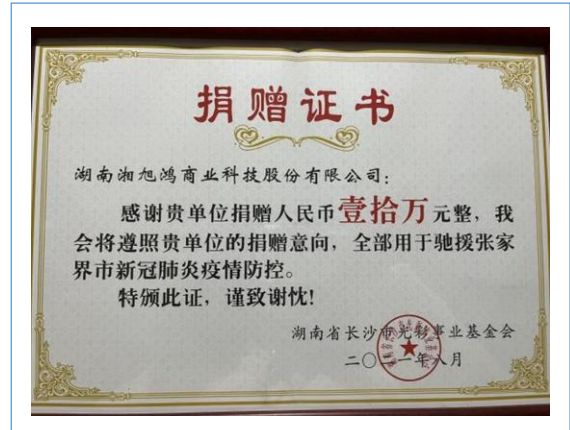 捐赠证书
湖南湘旭鸿商业科技股份有限公司：
感谢贵单位捐赠人民币壹拾万元整，我
会将遵照贵单位的捐赠意向，全部用于驰援张家
界市新冠肺炎疫情防控。
特颁此证，谨致谢忱!
湖南省长沙市光彩事业基金会
二〇二一年八月